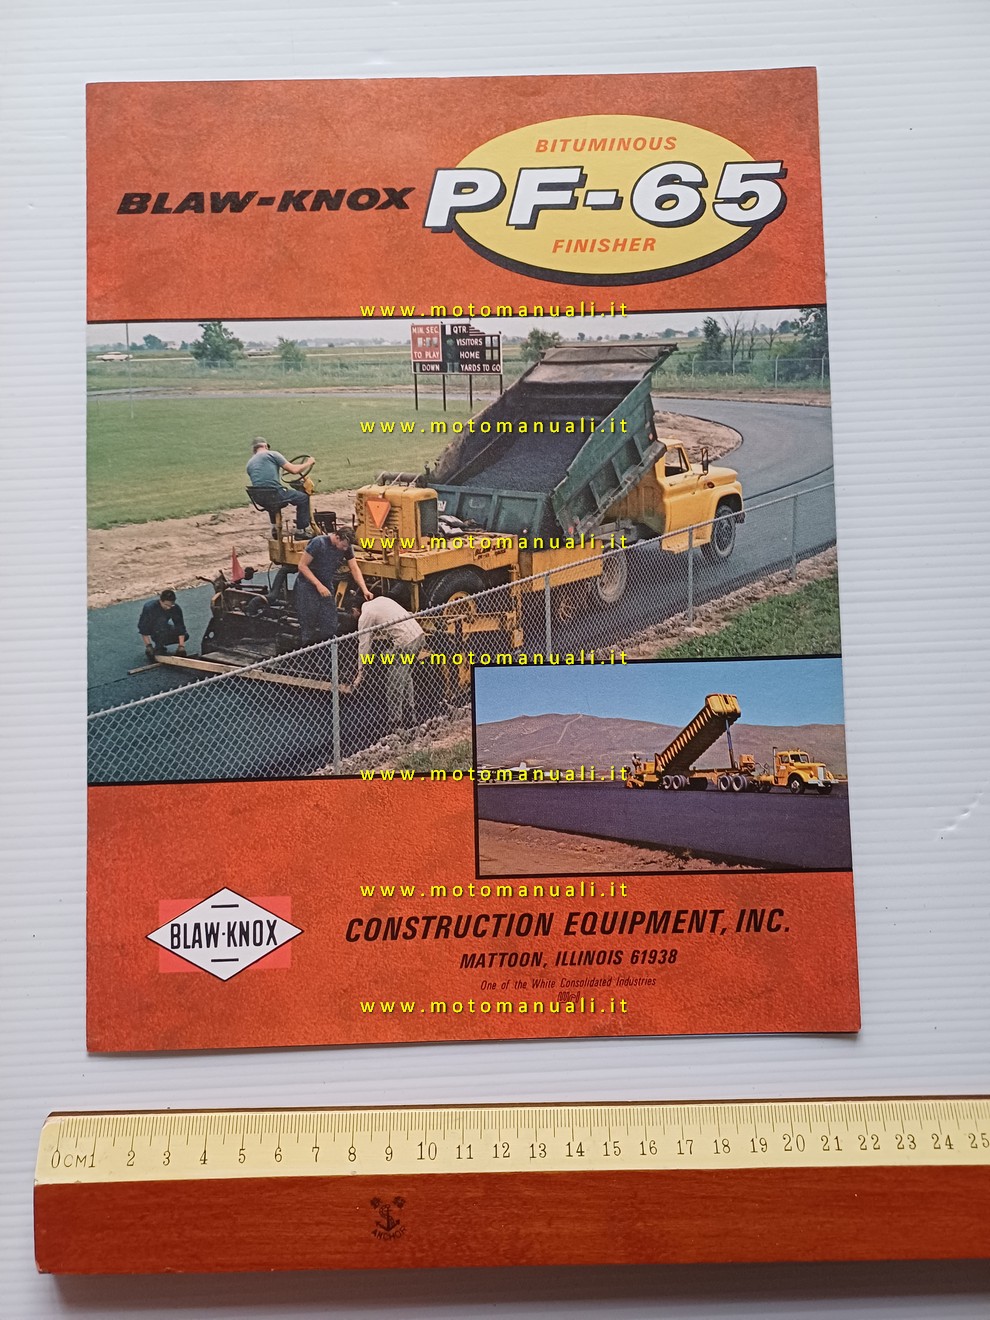 BITUMINOUS
BLAW-KNOX PF-65
FINISHER
www.motomanuali.it
MIN. SEC. QTR.
VISITORS
TO PLAY HOME
DOWN YARDS TO GO
www.motomanuali.it
www.motomanuali.it
www.motomanuali.it
www.motomanuali.it
www.motomanuali.it
BLAW-KNOX
CONSTRUCTION EQUIPMENT, INC.
MATTOON, ILLINOIS 61938
One of the White Consolidated Industries
www.motomanuali.it
0CM1 2 3 4 5 6 7 8 9 10 11 12 13 14 15 16 17 18 19 20 21 22 23 24 25
ANCHOR